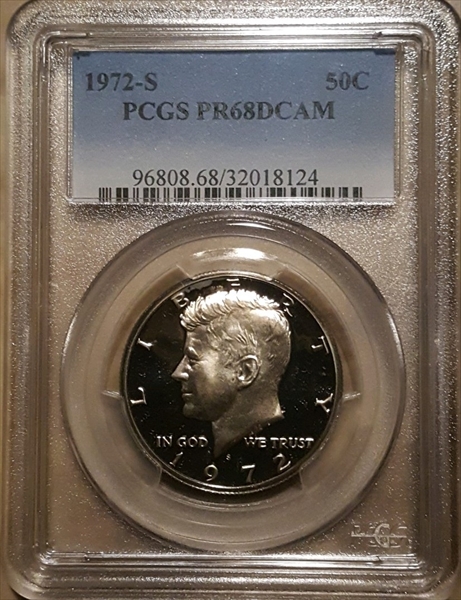 1972-S 50C
PCGS PR68DCAM
96808.68/32018124
LIBERTY
IN GOD WE TRUST
S
1972